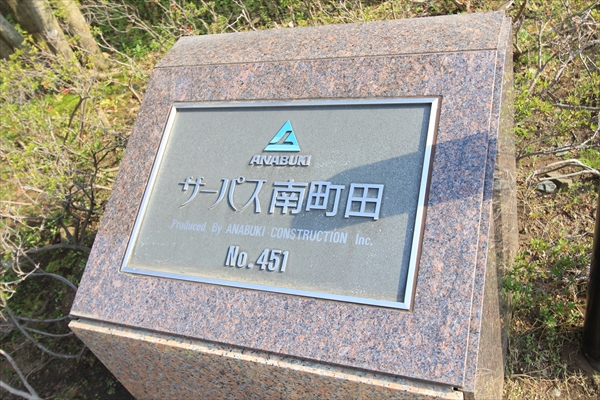 ANABUKI
サーパス南町田
Produced By ANABUKI CONSTRUCTION Inc.
No. 451